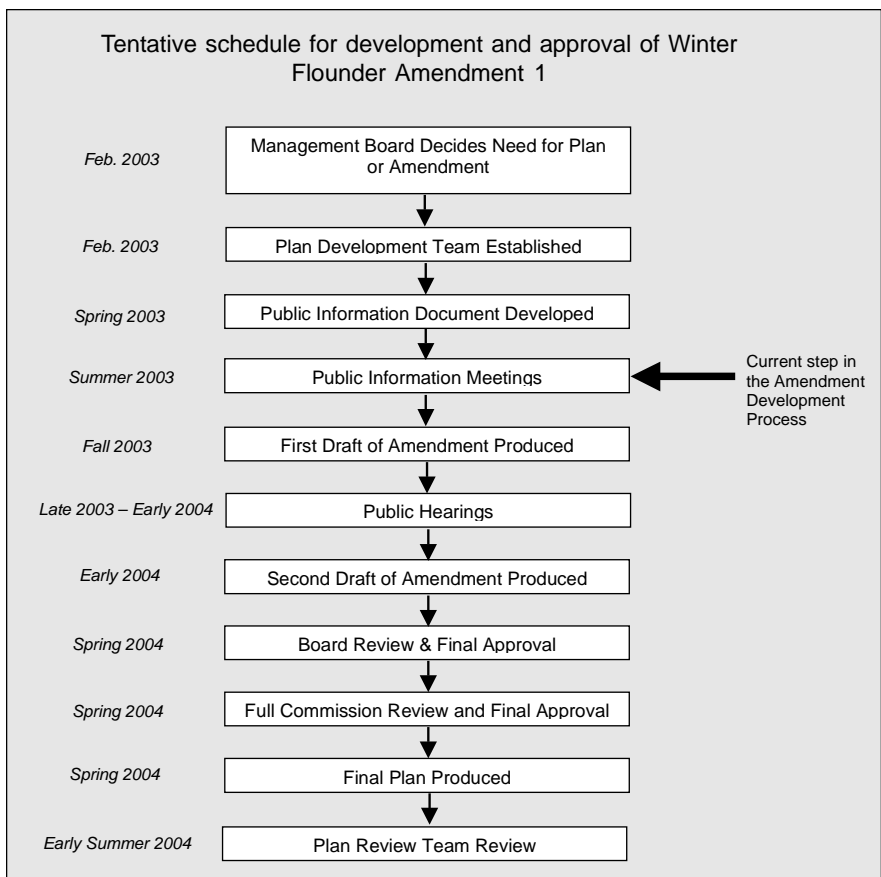 Tentative schedule for development and approval of Winter
Flounder Amendment 1
Feb. 2003
Management Board Decides Need for Plan
or Amendment
Feb. 2003
Plan Development Team Established
Spring 2003
Public Information Document Developed
Summer 2003
Public Information Meetings
Current step in
the Amendment
Development
Process
Fall 2003
First Draft of Amendment Produced
Late 2003 – Early 2004
Public Hearings
Early 2004
Second Draft of Amendment Produced
Spring 2004
Board Review & Final Approval
Spring 2004
Full Commission Review and Final Approval
Spring 2004
Final Plan Produced
Early Summer 2004
Plan Review Team Review